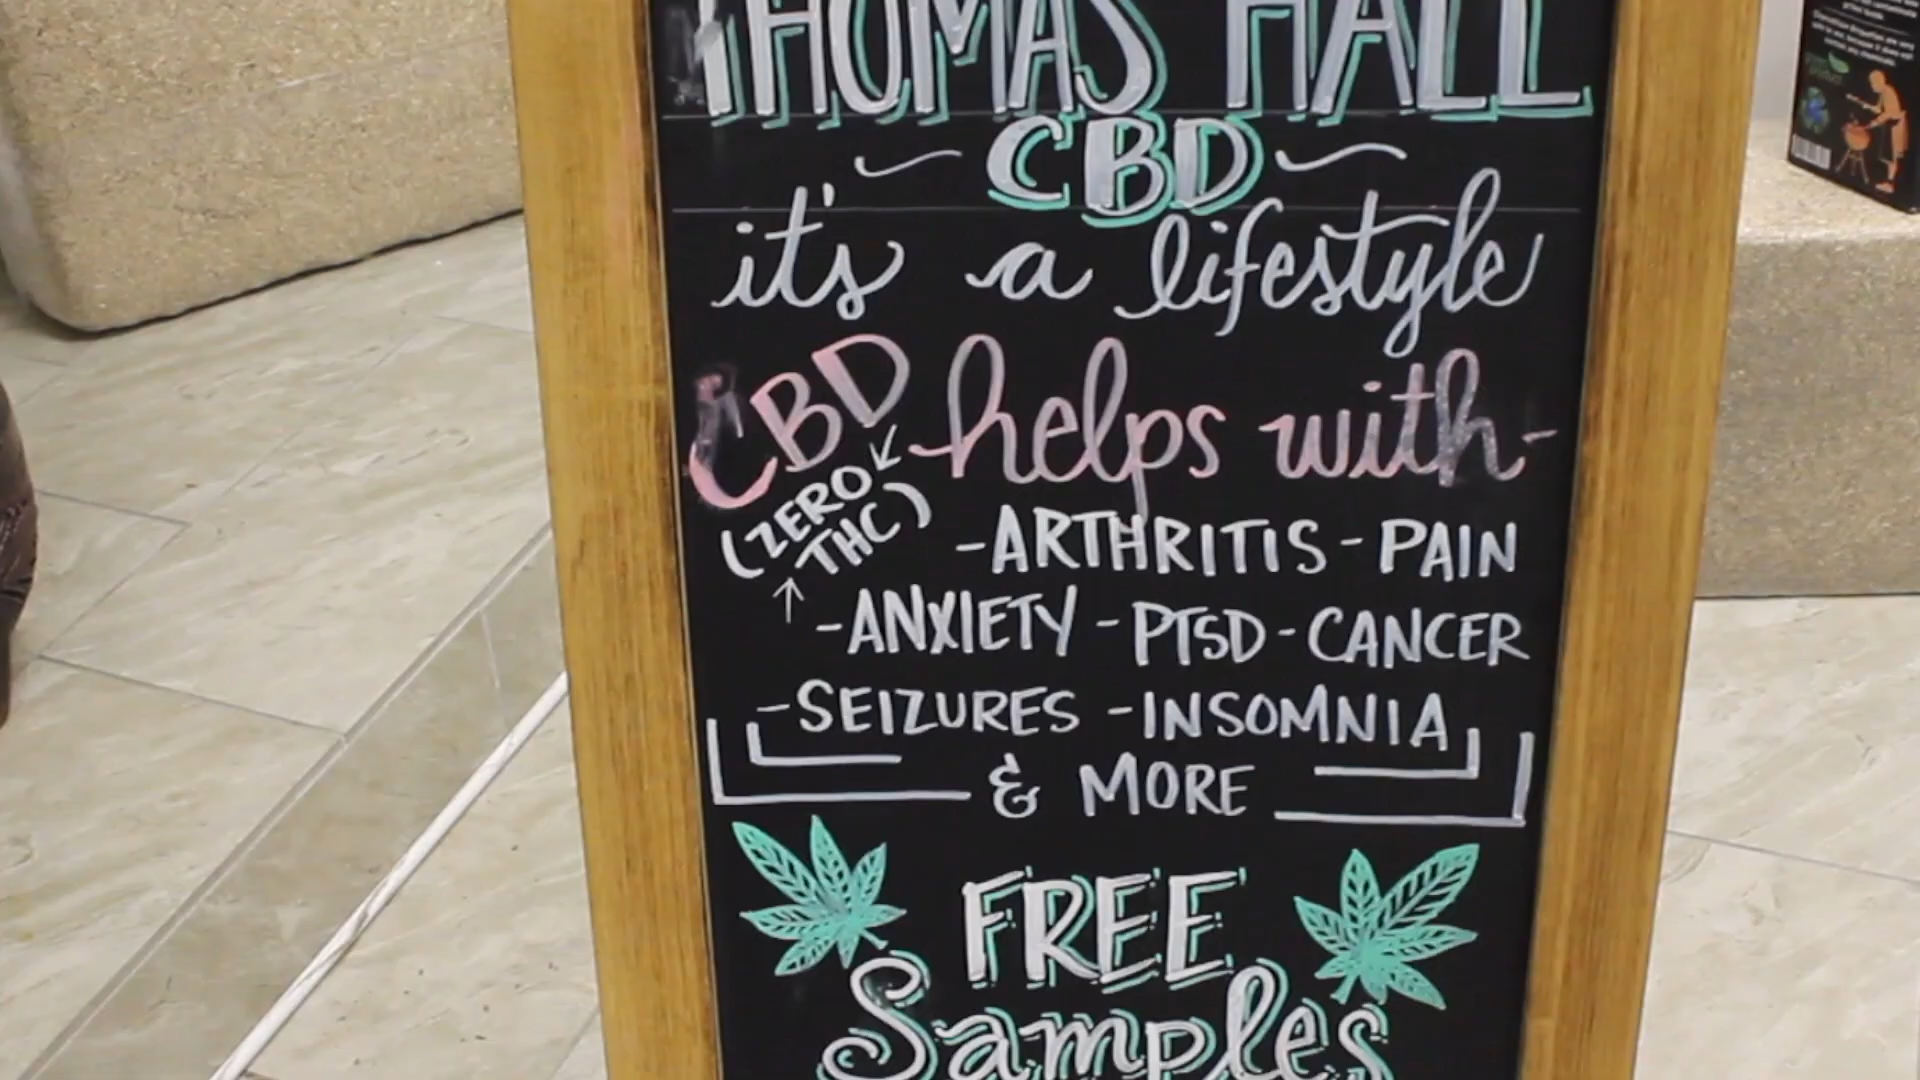 THOMAS HALL
CBD
it's a lifestyle
CBD helps with-
(ZERO
THC)
-ARTHRITIS - PAIN
-ANXIETY - PTSD - CANCER
-SEIZURES -INSOMNIA
& MORE
FREE
Samples